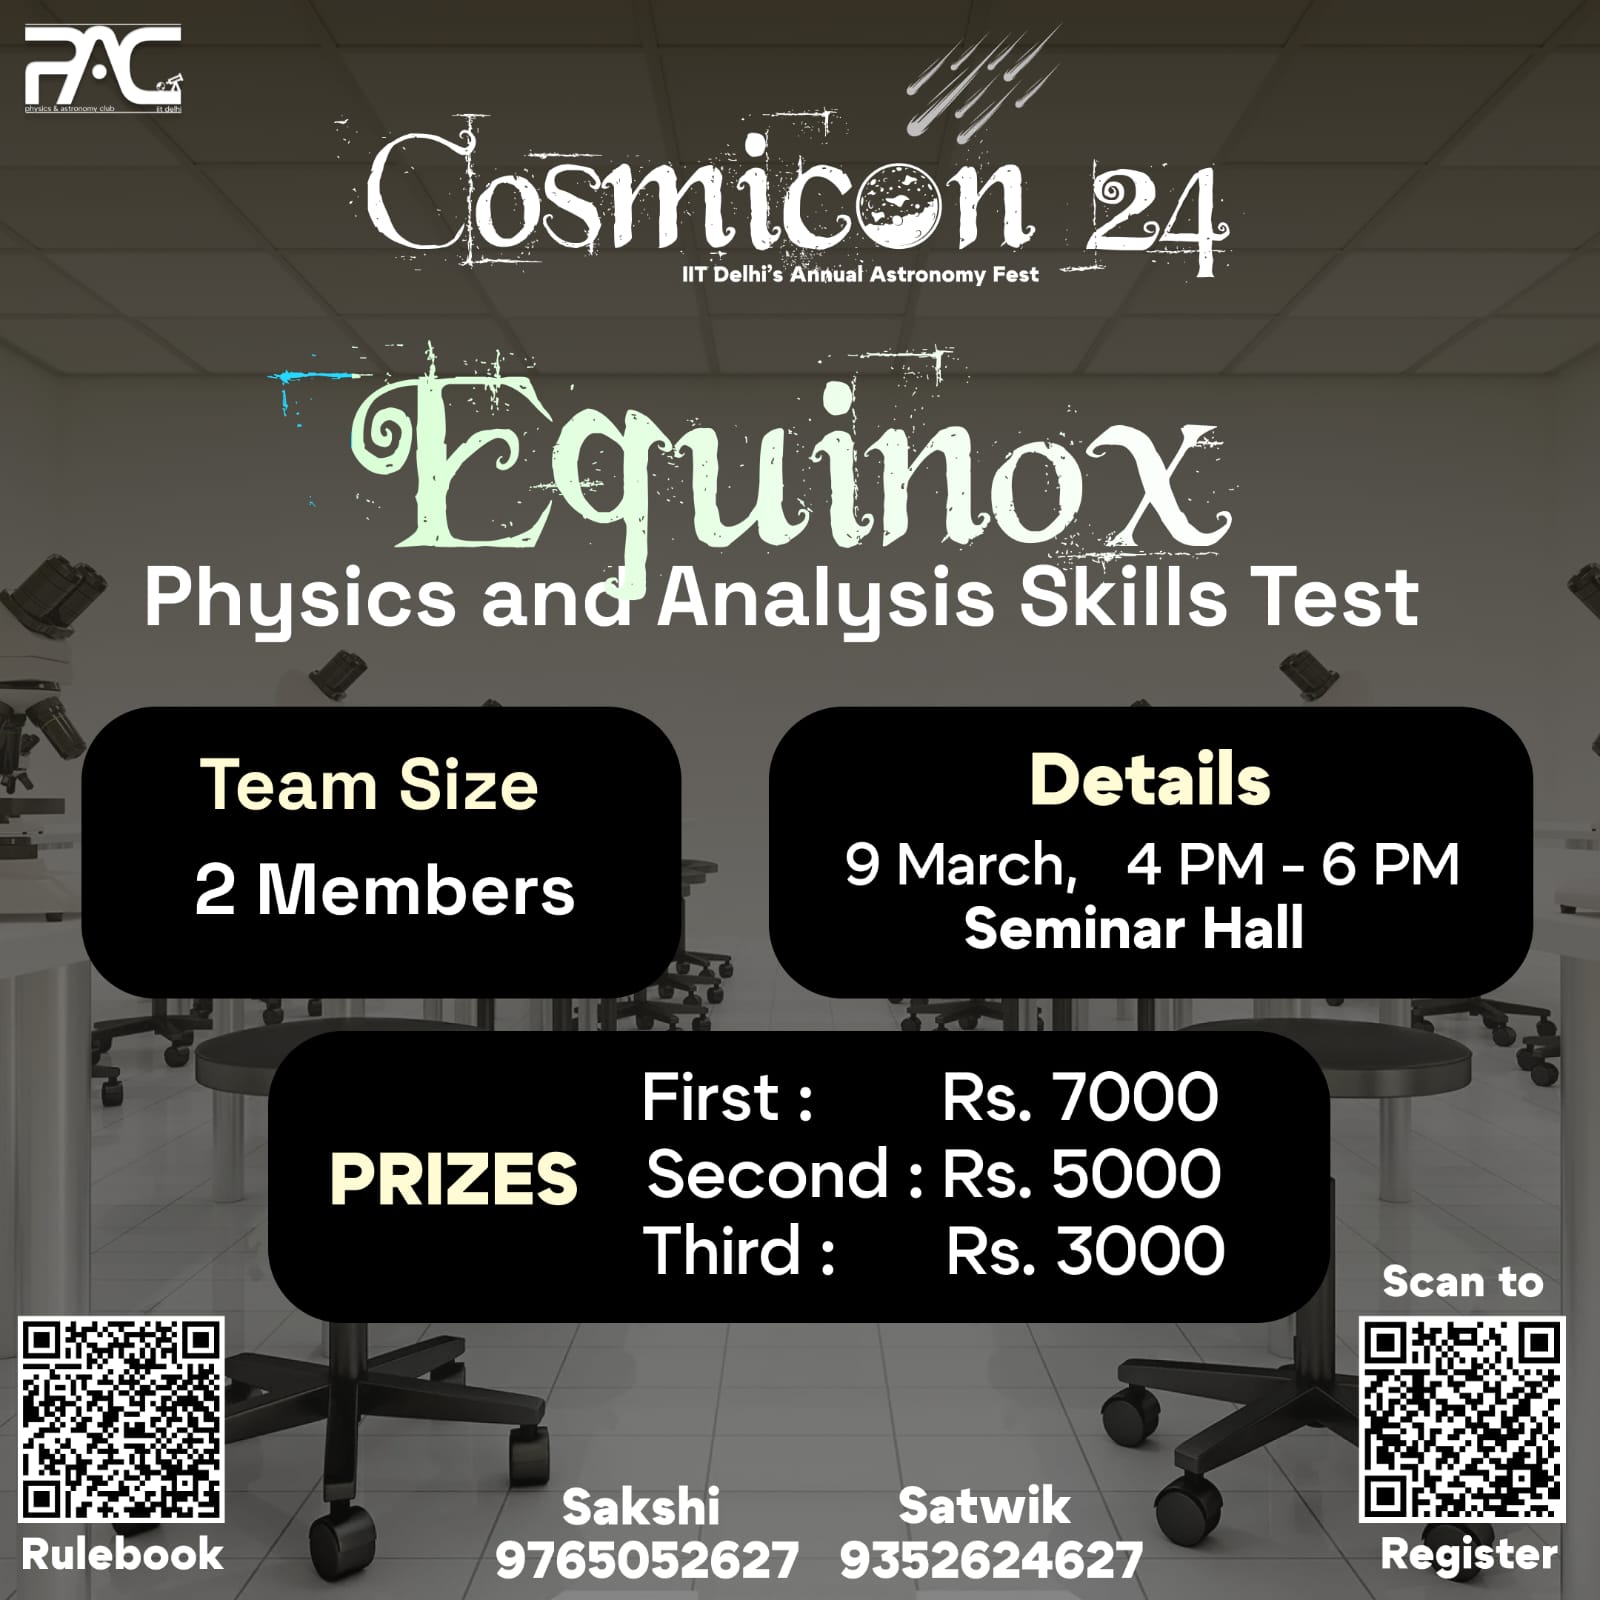 PAC
physics & astronomy club iit delhi
Cosmicon 24
IIT Delhi's Annual Astronomy Fest
Equinox
Physics and Analysis Skills Test
Team Size
2 Members
Details
9 March, 4 PM - 6 PM
Seminar Hall
PRIZES
First : Rs. 7000
Second : Rs. 5000
Third : Rs. 3000
Scan to
Register
Rulebook
Sakshi
9765052627
Satwik
9352624627